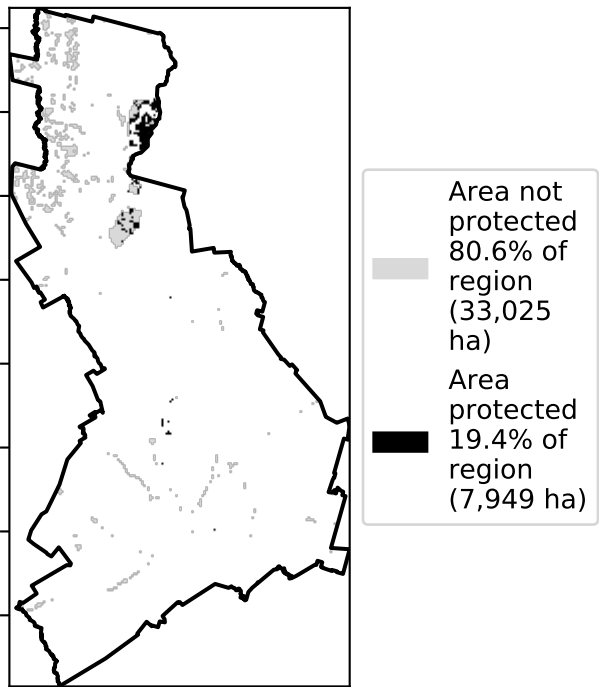 Area not
protected
80.6% of
region
(33,025
ha)
Area
protected
19.4% of
region
(7,949 ha)